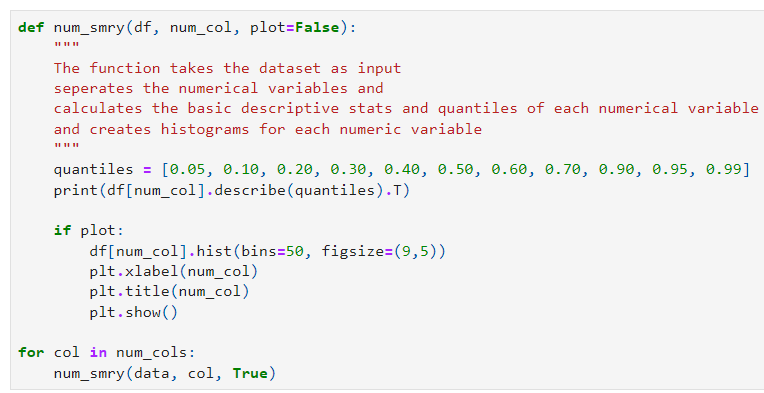 def num_smry(df, num_col, plot=False):
    """
    The function takes the dataset as input
    seperates the numerical variables and
    calculates the basic descriptive stats and quantiles of each numerical variable
    and creates histograms for each numeric variable
    """
    quantiles = [0.05, 0.10, 0.20, 0.30, 0.40, 0.50, 0.60, 0.70, 0.90, 0.95, 0.99]
    print(df[num_col].describe(quantiles).T)

    if plot:
        df[num_col].hist(bins=50, figsize=(9,5))
        plt.xlabel(num_col)
        plt.title(num_col)
        plt.show()

for col in num_cols:
    num_smry(data, col, True)